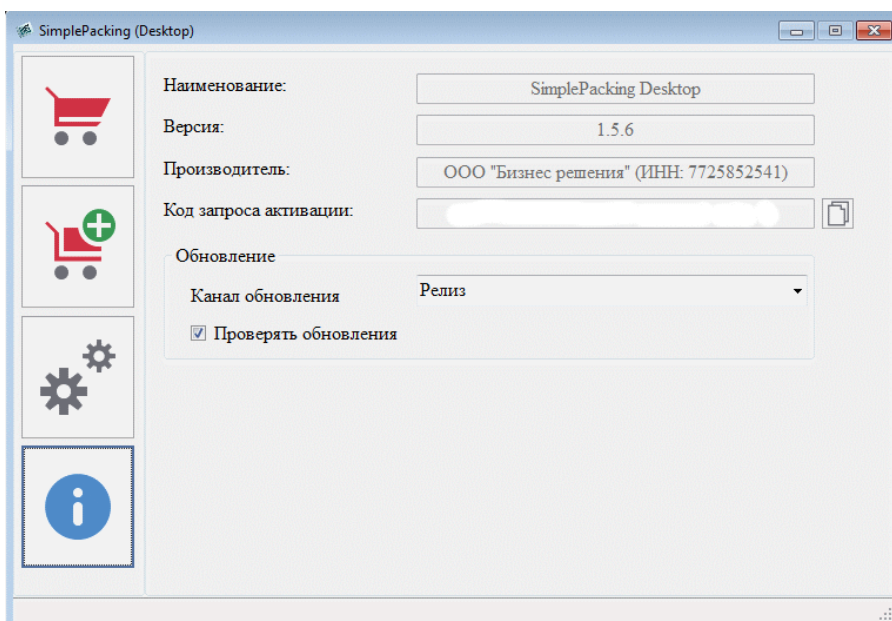 SimplePacking (Desktop)
Наименование: SimplePacking Desktop
Версия: 1.5.6
Производитель: ООО "Бизнес решения" (ИНН: 7725852541)
Код запроса активации:
Обновление
Канал обновления Релиз
Проверять обновления